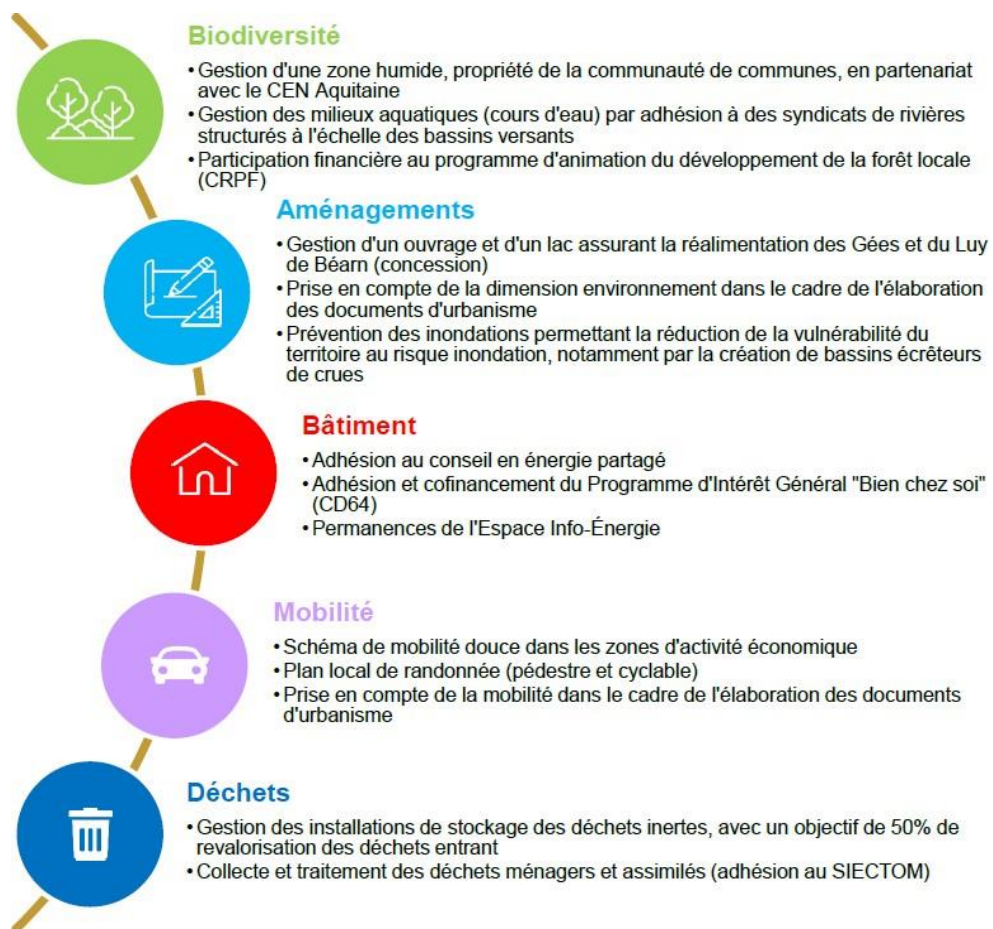 Biodiversité
• Gestion d'une zone humide, propriété de la communauté de communes, en partenariat
avec le CEN Aquitaine
• Gestion des milieux aquatiques (cours d'eau) par adhésion à des syndicats de rivières
structurés à l'échelle des bassins versants
• Participation financière au programme d'animation du développement de la forêt locale
(CRPF)
Aménagements
• Gestion d'un ouvrage et d'un lac assurant la réalimentation des Gées et du Luy
de Béarn (concession)
• Prise en compte de la dimension environnement dans le cadre de l'élaboration
des documents d'urbanisme
• Prévention des inondations permettant la réduction de la vulnérabilité du
territoire au risque inondation, notamment par la création de bassins écrêteurs
de crues
Bâtiment
• Adhésion au conseil en énergie partagé
• Adhésion et cofinancement du Programme d'Intérêt Général "Bien chez soi"
(CD64)
• Permanences de l'Espace Info-Énergie
Mobilité
• Schéma de mobilité douce dans les zones d'activité économique
• Plan local de randonnée (pédestre et cyclable)
• Prise en compte de la mobilité dans le cadre de l'élaboration des documents
d'urbanisme
Déchets
• Gestion des installations de stockage des déchets inertes, avec un objectif de 50% de
revalorisation des déchets entrant
• Collecte et traitement des déchets ménagers et assimilés (adhésion au SIECTOM)